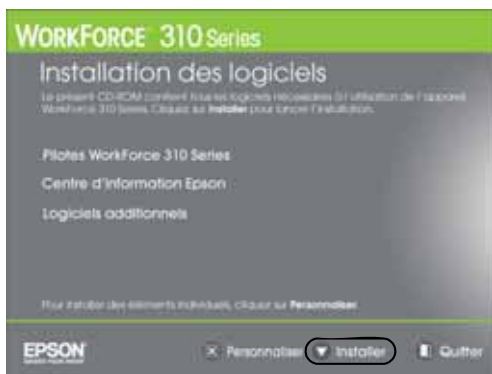 WORKFORCE 310 Series
Installation des logiciels
Le présent CD-ROM contient tous les logiciels nécessaires à l'utilisation de l'appareil
WorkForce 310 Series. Cliquez sur Installer pour lancer l'installation.
Pilotes WorkForce 310 Series
Centre d'information Epson
Logiciels additionnels
Pour installer des éléments individuels, cliquez sur Personnaliser.
EPSON
Personnaliser Installer Quitter